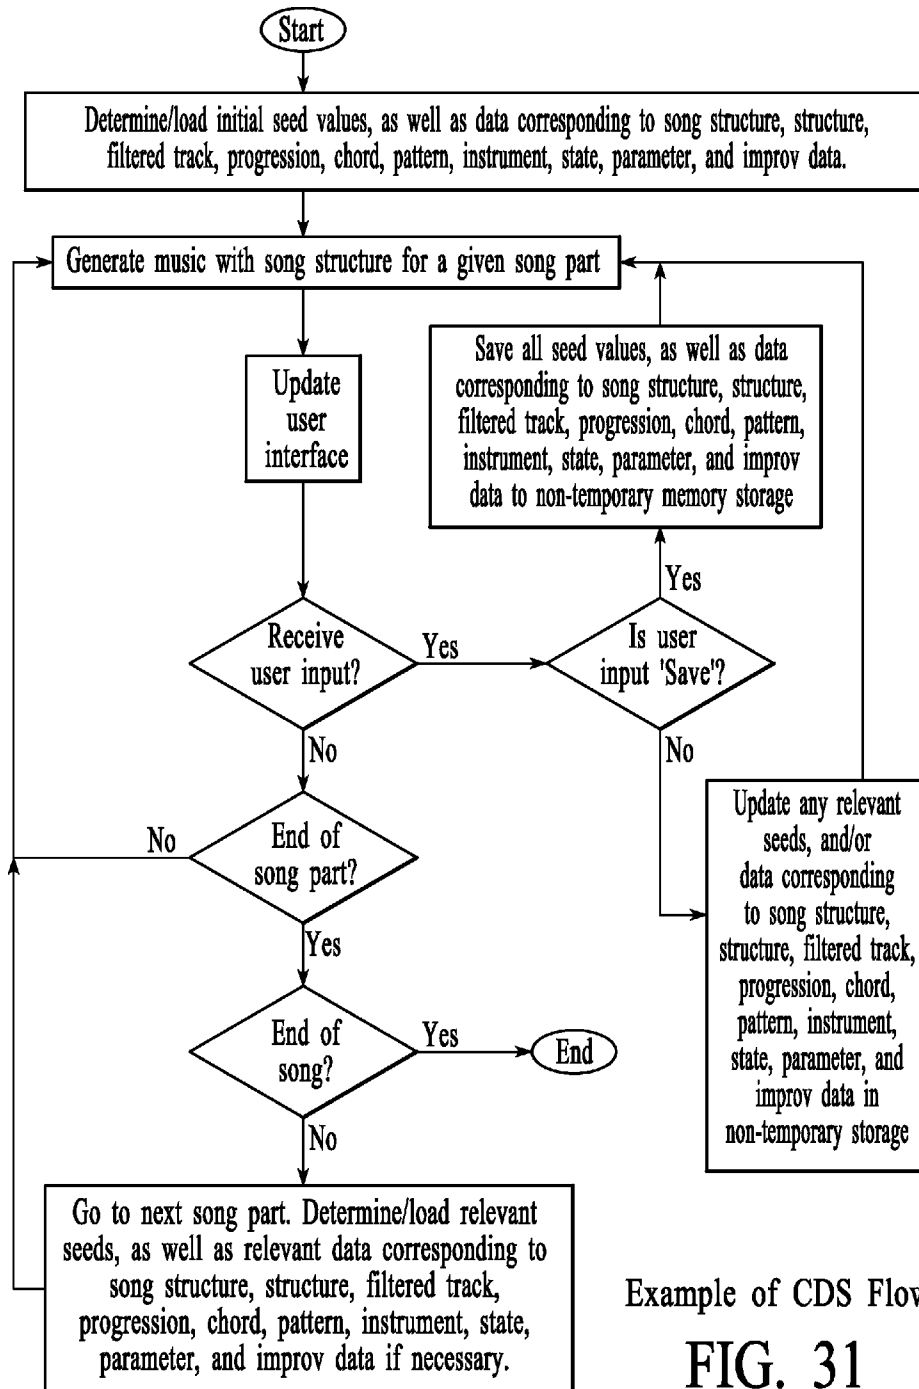 Start
Determine/load initial seed values, as well as data corresponding to song structure, structure,
filtered track, progression, chord, pattern, instrument, state, parameter, and improv data.
Generate music with song structure for a given song part
Update
user
interface
Save all seed values, as well as data
corresponding to song structure, structure,
filtered track, progression, chord, pattern,
instrument, state, parameter, and improv
data to non-temporary memory storage
Yes
Receive
user input?
Yes
Is user
input 'Save'?
No
No
Update any relevant
seeds, and/or
data corresponding
to song structure,
structure, filtered track,
progression, chord,
pattern, instrument,
state, parameter, and
improv data in
non-temporary storage
End of
song part?
No
Yes
End of
song?
Yes
End
No
Go to next song part. Determine/load relevant
seeds, as well as relevant data corresponding to
song structure, structure, filtered track,
progression, chord, pattern, instrument, state,
parameter, and improv data if necessary.
Example of CDS Flow
FIG. 31